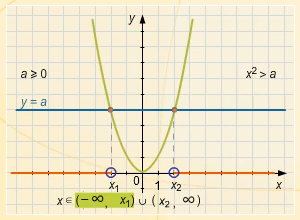 y
a ≥ 0
x² > a
y = a
0
1
x₁
x₂
x
x ∈ (−∞, x₁) ∪ (x₂, ∞)